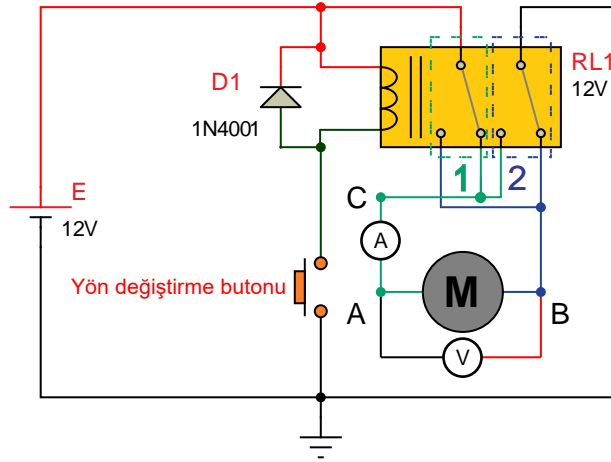 D1
1N4001
RL1
12V
E
12V
1
2
C
A
Yön değiştirme butonu
M
A
B
V